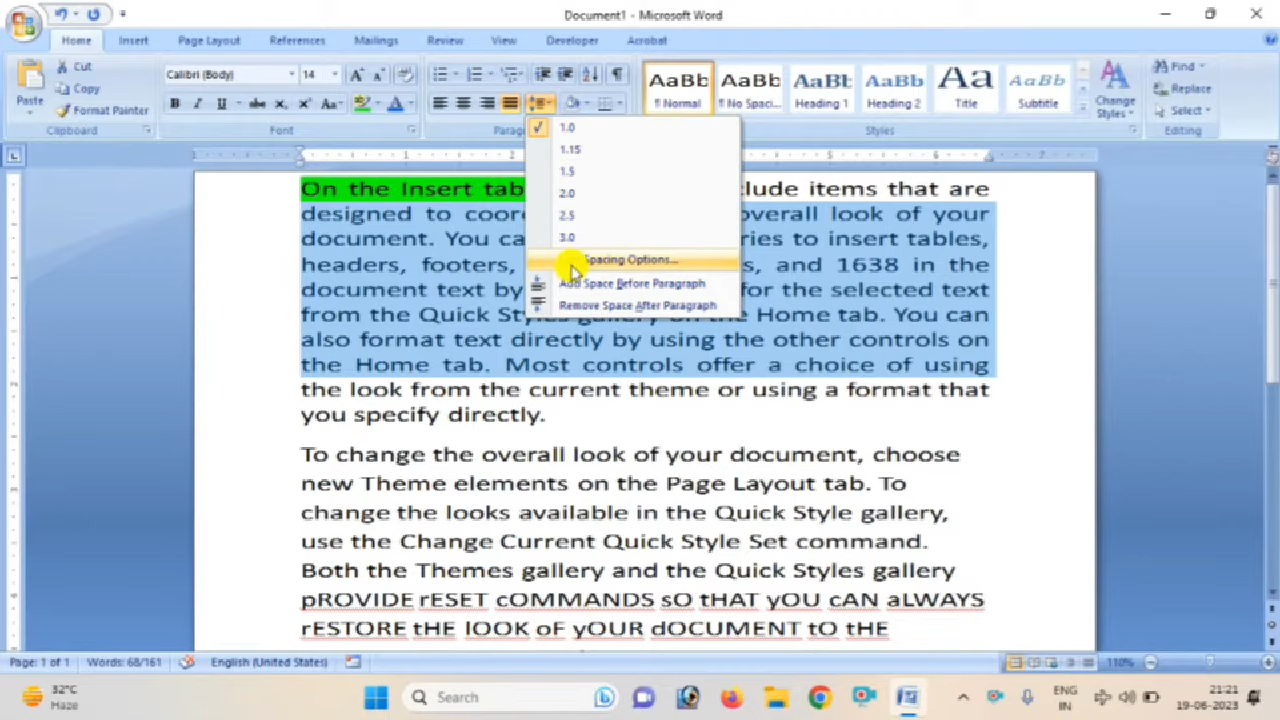 Document1 - Microsoft Word
Home Insert Page Layout References Mailings Review View Developer Acrobat
Paste
Cut
Copy
Format Painter
Clipboard
Calibri (Body) 14
B I U abc x₂ x² Aa
Font
AaBb AaBb AaBb AaBb Aa AaBb
¶ Normal ¶ No Spaci... Heading 1 Heading 2 Title Subtitle
Change Styles
Styles
Find
Replace
Select
Editing
1.0
1.15
1.5
2.0
2.5
3.0
Spacing Options...
Space Before Paragraph
Remove Space After Paragraph
On the Insert tab items that are
designed to overall look of your
document. You to insert tables,
headers, footers, and 1638 in the
document text by for the selected text
from the Quick gallery on the Home tab. You can
also format text directly by using the other controls on
the Home tab. Most controls offer a choice of using
the look from the current theme or using a format that
you specify directly.
To change the overall look of your document, choose
new Theme elements on the Page Layout tab. To
change the looks available in the Quick Style gallery,
use the Change Current Quick Style Set command.
Both the Themes gallery and the Quick Styles gallery
pROVIDE rESET cOMMANDS sO tHAT yOU cAN aLWAYS
rESTORE tHE lOOK oF yOUR dOCUMENT tO tHE
Page: 1 of 1 Words: 68/161 English (United States) 110%
32°C
Haze
Search
ENG
IN
21:21
19-06-2023